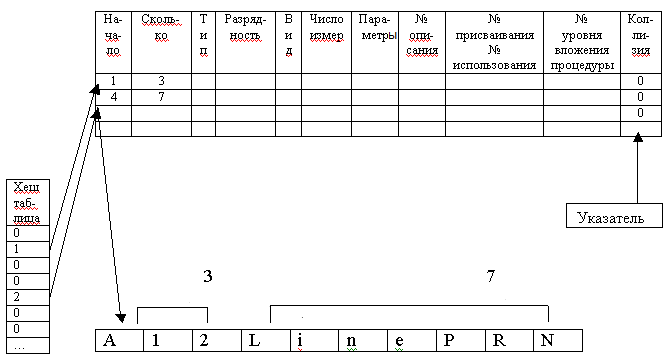 На-
ча-
ло
Сколь-
ко
Т
и
п
Разряд-
ность
В
и
д
Число
измер
Пара-
метры
№
опи-
сания
№
присваивания
№
использования
№
уровня
вложения
процедуры
Кол-
ли-
зия
1 3 0
4 7 0
0
Хеш
таб-
лица
0
1
0
0
2
0
0
...
Указатель
3 7
A 1 2 L i n e P R N